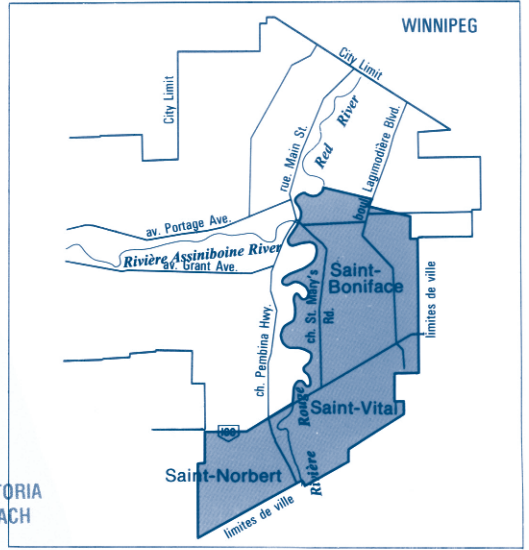 WINNIPEG
City Limit
City Limit
rue. Main St.
Red River
boul. Lagimodière Blvd.
av. Portage Ave.
Rivière Assiniboine River
av. Grant Ave.
Saint-
Boniface
ch. St. Mary's
Rd.
limites de ville
ch. Pembina Hwy.
Saint-Vital
Rivière Rouge
100
Saint-Norbert
limites de ville
TORIA
ACH